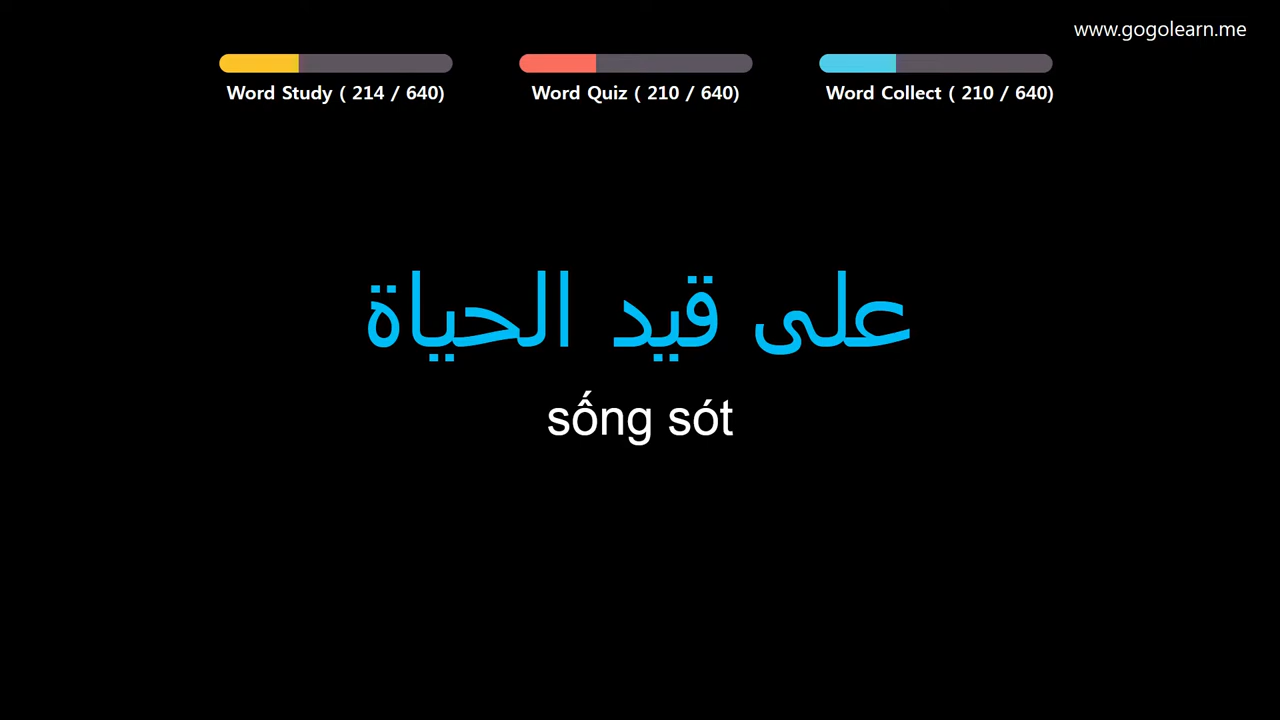 www.gogolearn.me
Word Study ( 214 / 640)
Word Quiz ( 210 / 640)
Word Collect ( 210 / 640)
على قيد الحياة
sống sót